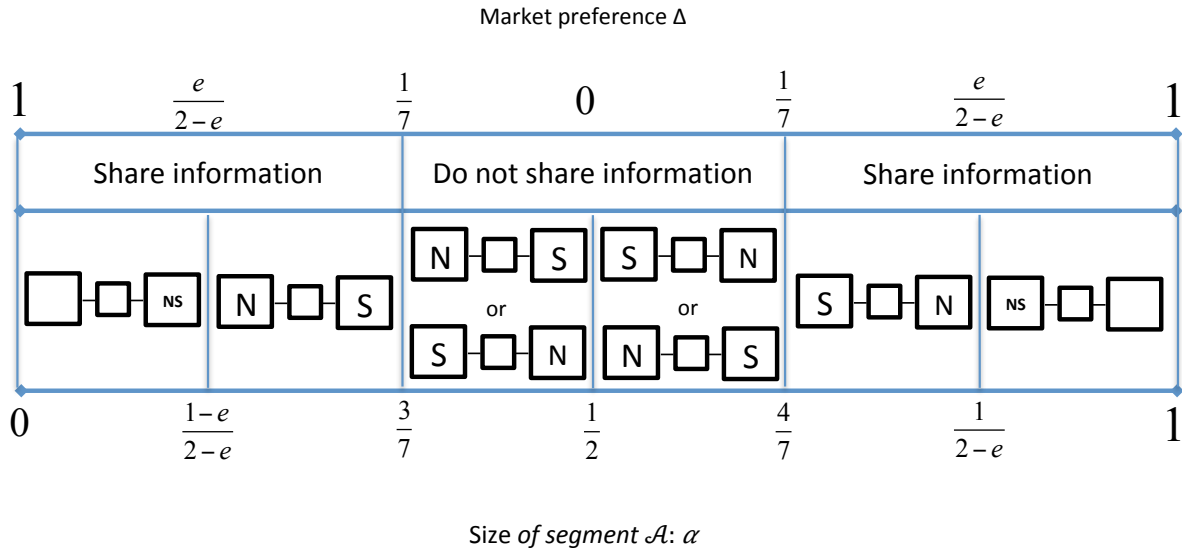 Market preference Δ
1 e/(2−e) 1/7 0 1/7 e/(2−e) 1
Share information Do not share information Share information
N S S N
NS N S or or S N NS
S N N S
0 (1−e)/(2−e) 3/7 1/2 4/7 1/(2−e) 1
Size of segment 𝒜: α